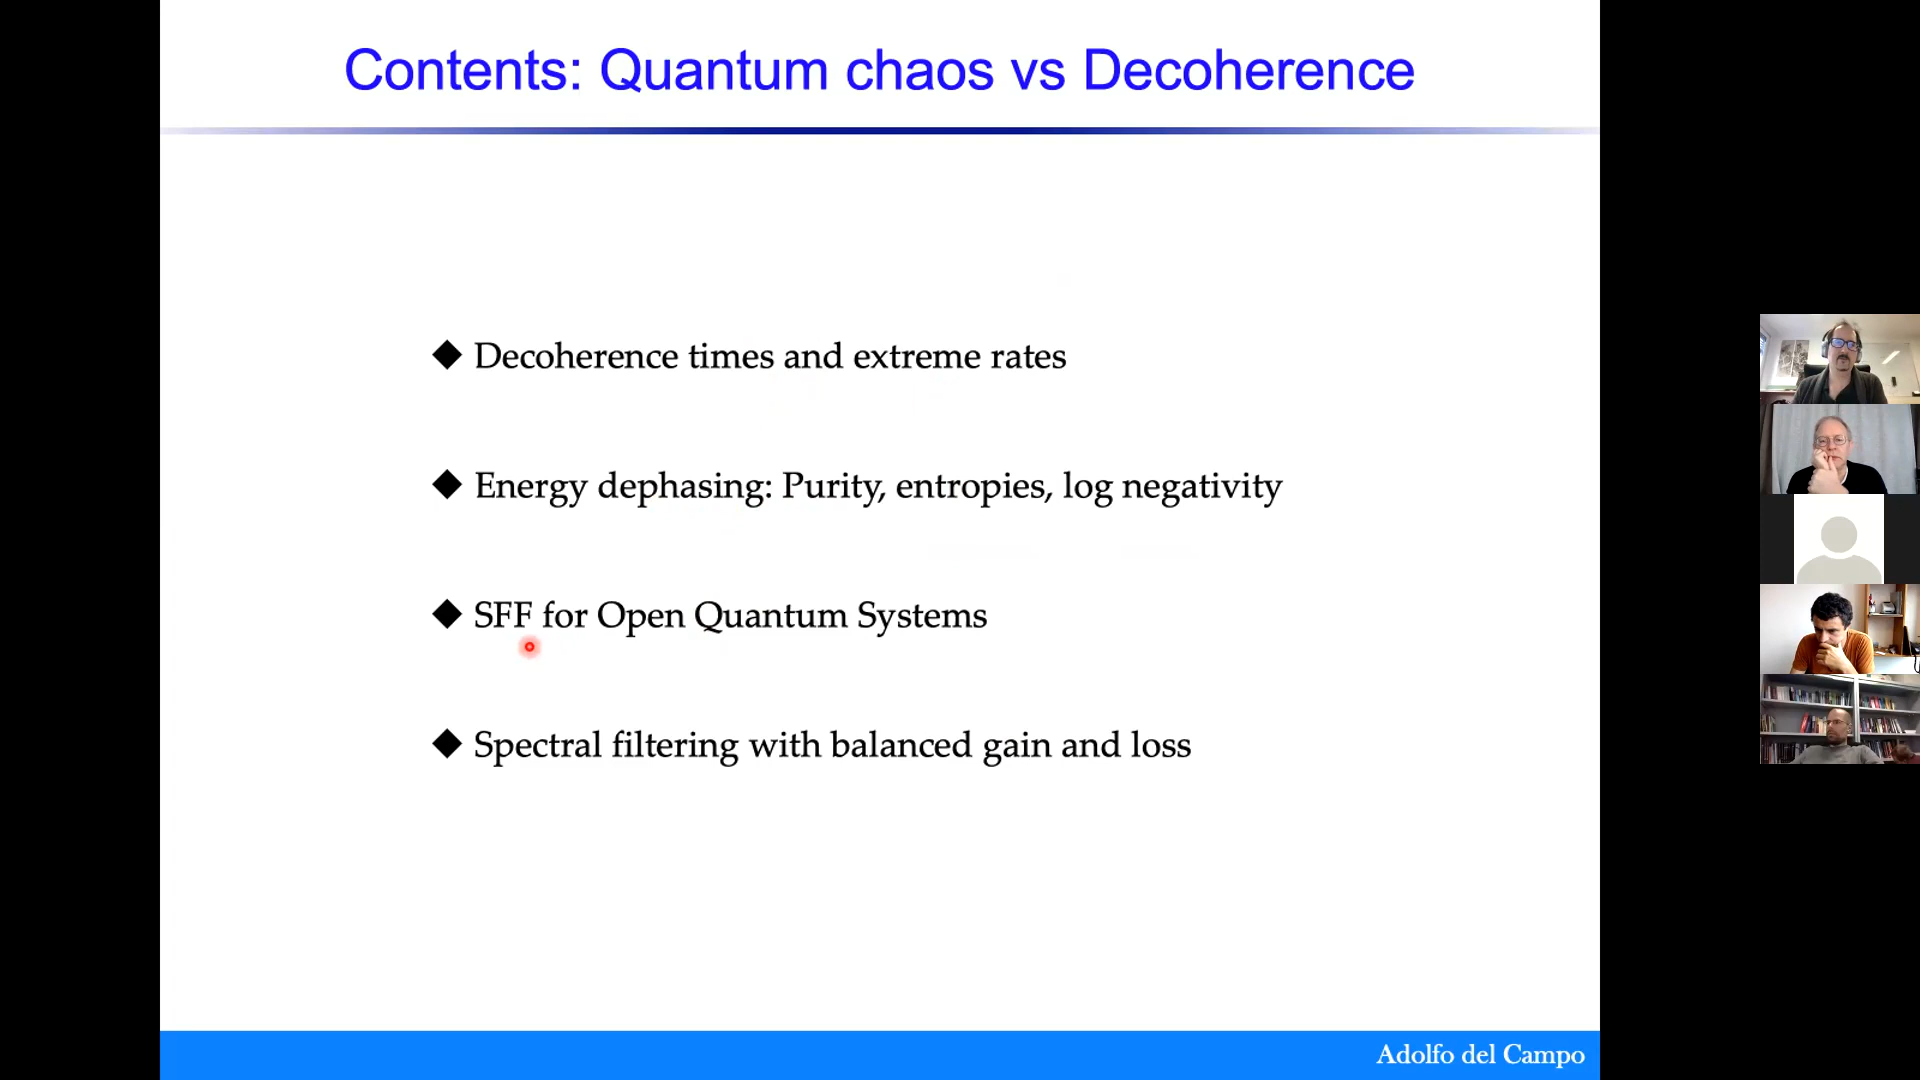 Contents: Quantum chaos vs Decoherence
◆ Decoherence times and extreme rates
◆ Energy dephasing: Purity, entropies, log negativity
◆ SFF for Open Quantum Systems
◆ Spectral filtering with balanced gain and loss
Adolfo del Campo